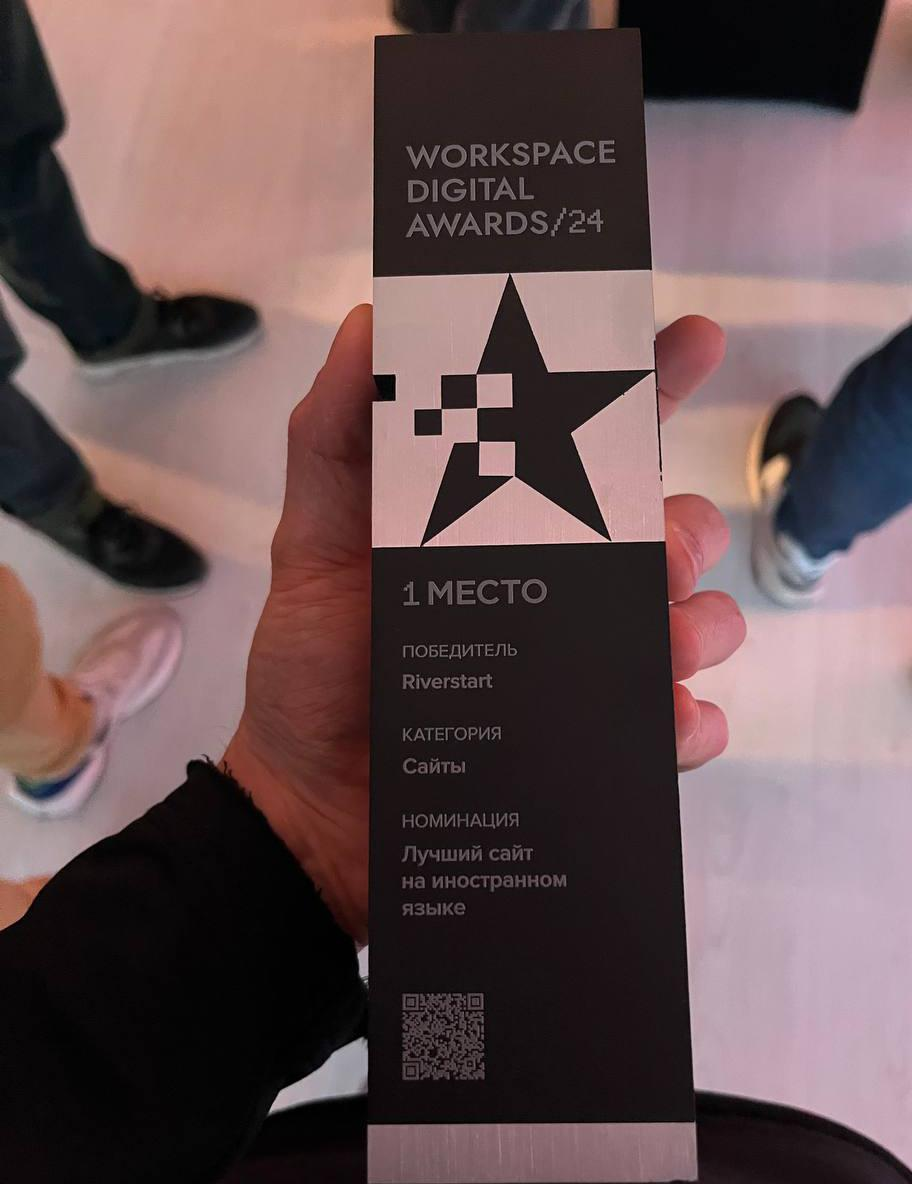 WORKSPACE
DIGITAL
AWARDS/24
1 МЕСТО
ПОБЕДИТЕЛЬ
Riverstart
КАТЕГОРИЯ
Сайты
НОМИНАЦИЯ
Лучший сайт
на иностранном
языке